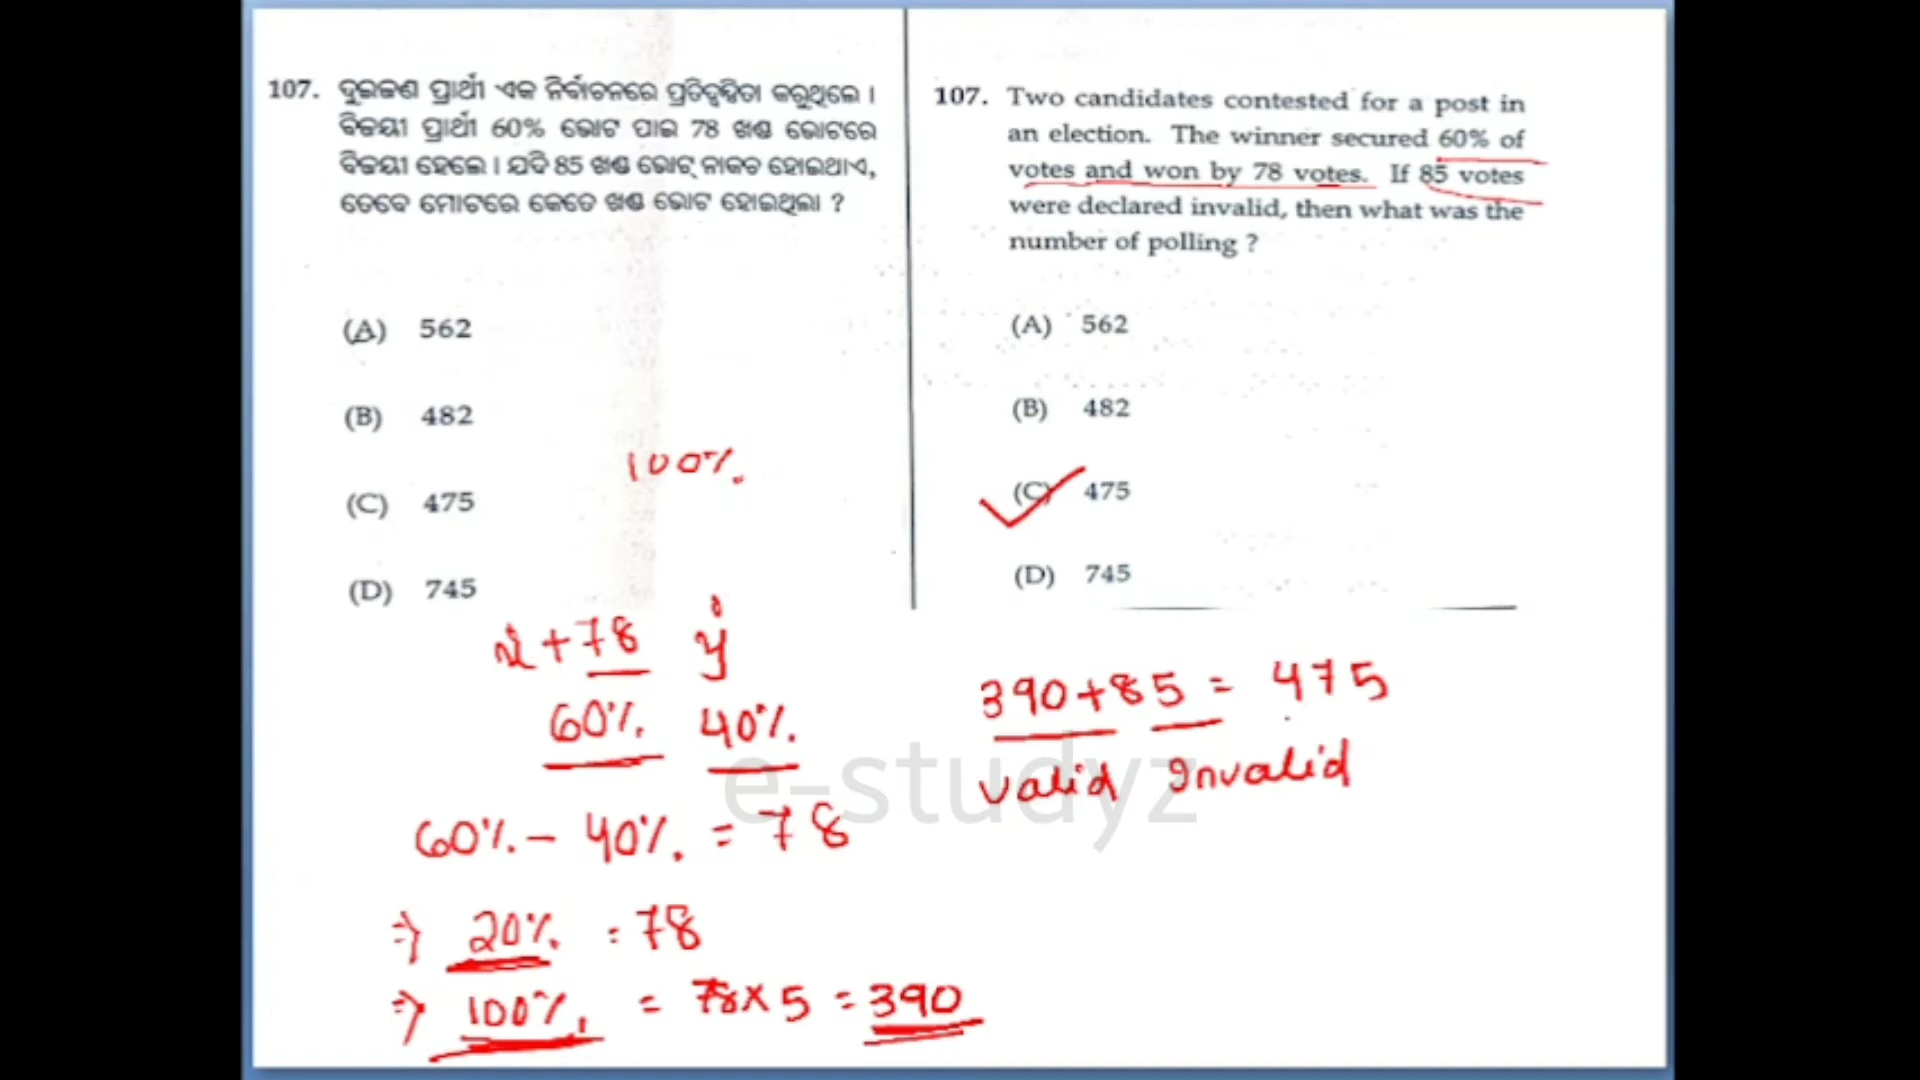 107. ଦୁଇଜଣ ପ୍ରାର୍ଥୀ ଏକ ନିର୍ବାଚନରେ ପ୍ରତିଦ୍ୱନ୍ଦ୍ୱିତା କରୁଥିଲେ ।
ବିଜୟୀ ପ୍ରାର୍ଥୀ 60% ଭୋଟ ପାଇ 78 ଖଣ୍ଡ ଭୋଟରେ
ବିଜୟୀ ହେଲେ । ଯଦି 85 ଖଣ୍ଡ ଭୋଟ୍ ନାକଚ ହୋଇଥାଏ,
ତେବେ ମୋଟରେ କେତେ ଖଣ୍ଡ ଭୋଟ ହୋଇଥିଲା ?
(A) 562
(B) 482
(C) 475
(D) 745
107. Two candidates contested for a post in
an election. The winner secured 60% of
votes and won by 78 votes. If 85 votes
were declared invalid, then what was the
number of polling ?
(A) 562
(B) 482
(C) 475
(D) 745
100%.
x+78 y
60%. 40%.
60%. - 40%. = 78
⇒ 20%. = 78
⇒ 100%. = 78x5 = 390
390+85 = 475
valid Invalid
e-studyz